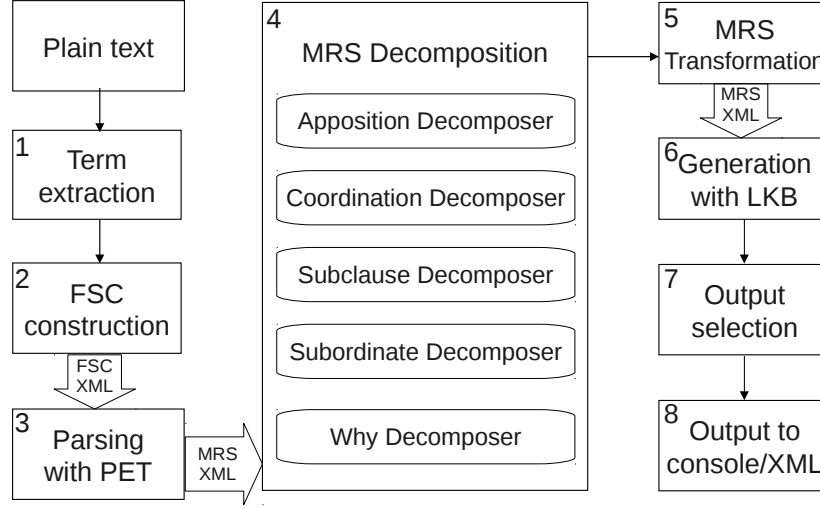 Plain text
1
Term
extraction
2
FSC
construction
FSC
XML
3
Parsing
with PET
MRS
XML
4
MRS Decomposition
Apposition Decomposer
Coordination Decomposer
Subclause Decomposer
Subordinate Decomposer
Why Decomposer
5
MRS
Transformation
MRS
XML
6
Generation
with LKB
7
Output
selection
8
Output to
console/XML